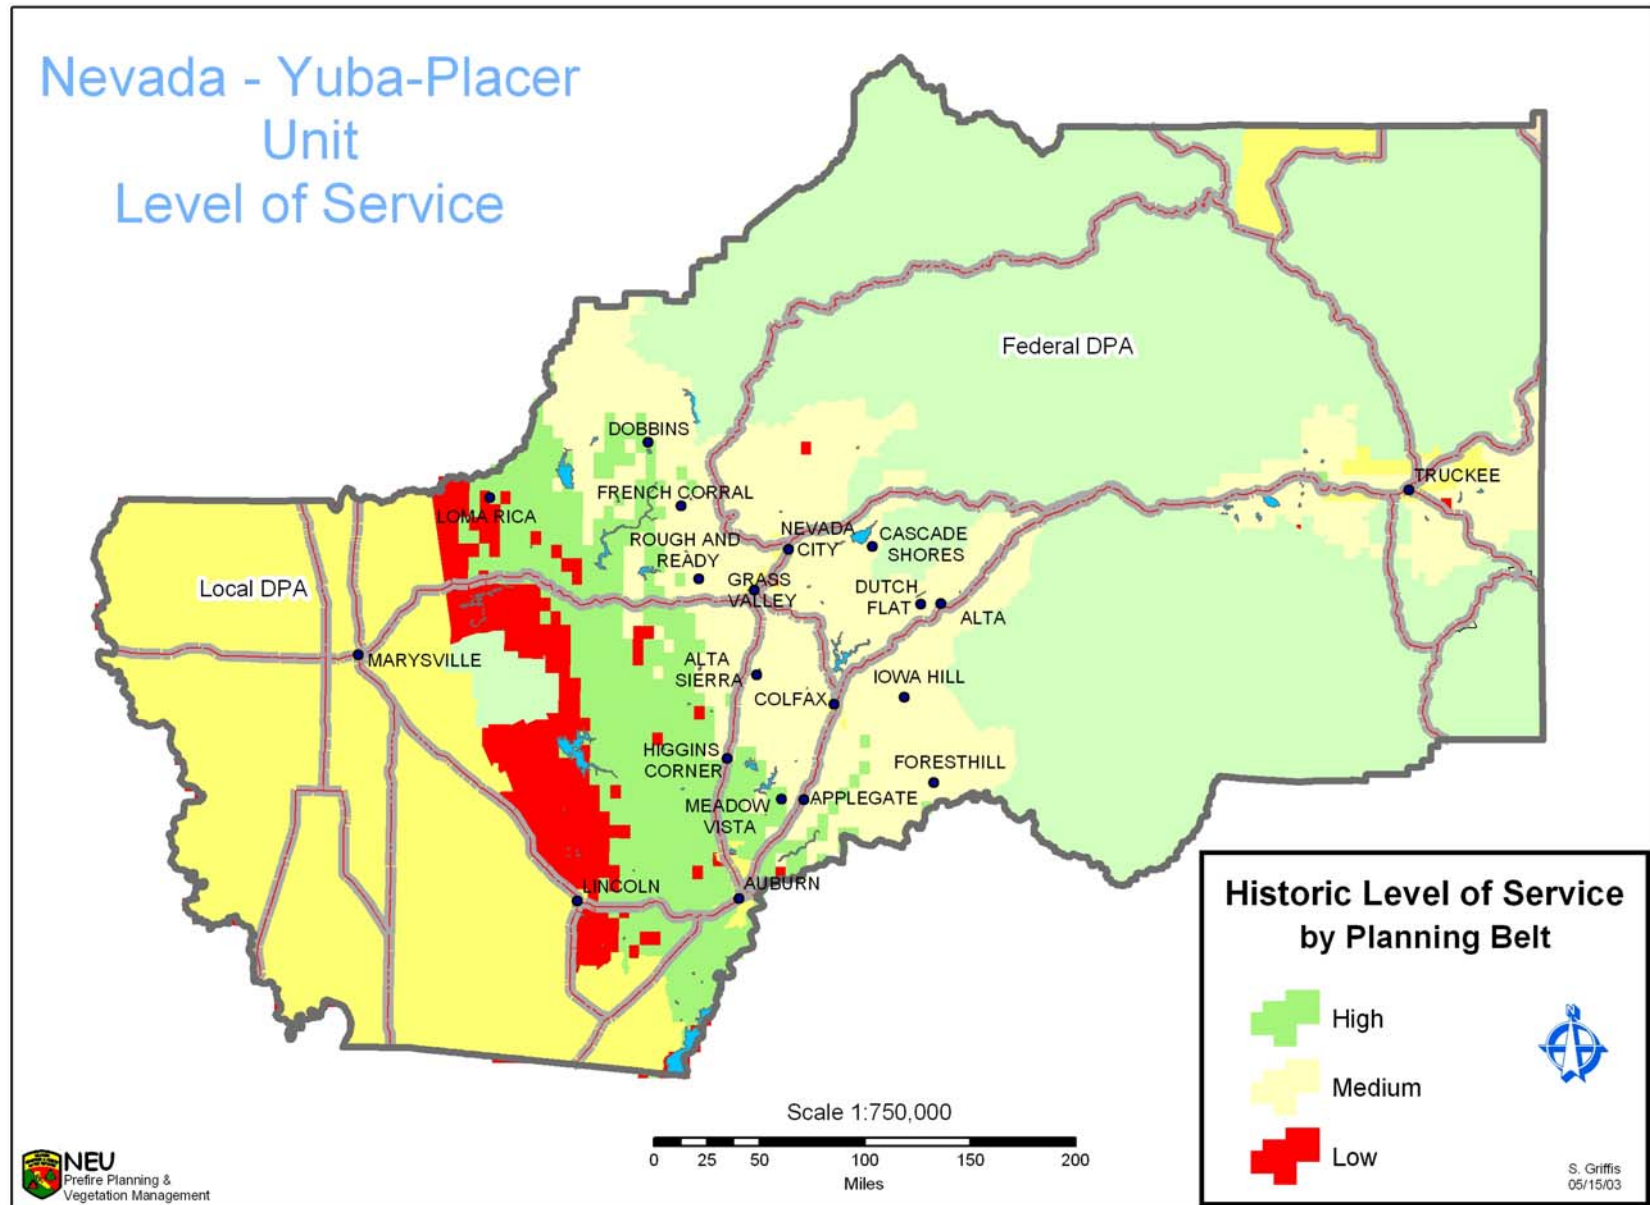 Nevada - Yuba-Placer
Unit
Level of Service
Federal DPA
DOBBINS
FRENCH CORRAL
TRUCKEE
LOMA RICA
ROUGH AND
READY
NEVADA
CITY
CASCADE
SHORES
Local DPA
GRASS
VALLEY
DUTCH
FLAT
ALTA
MARYSVILLE
ALTA
SIERRA
COLFAX
IOWA HILL
HIGGINS
CORNER
FORESTHILL
MEADOW
VISTA
APPLEGATE
LINCOLN
AUBURN
Historic Level of Service
by Planning Belt
High
Medium
Low
N
S. Griffis
05/15/03
Scale 1:750,000
0 25 50 100 150 200
Miles
NEU
Prefire Planning &
Vegetation Management